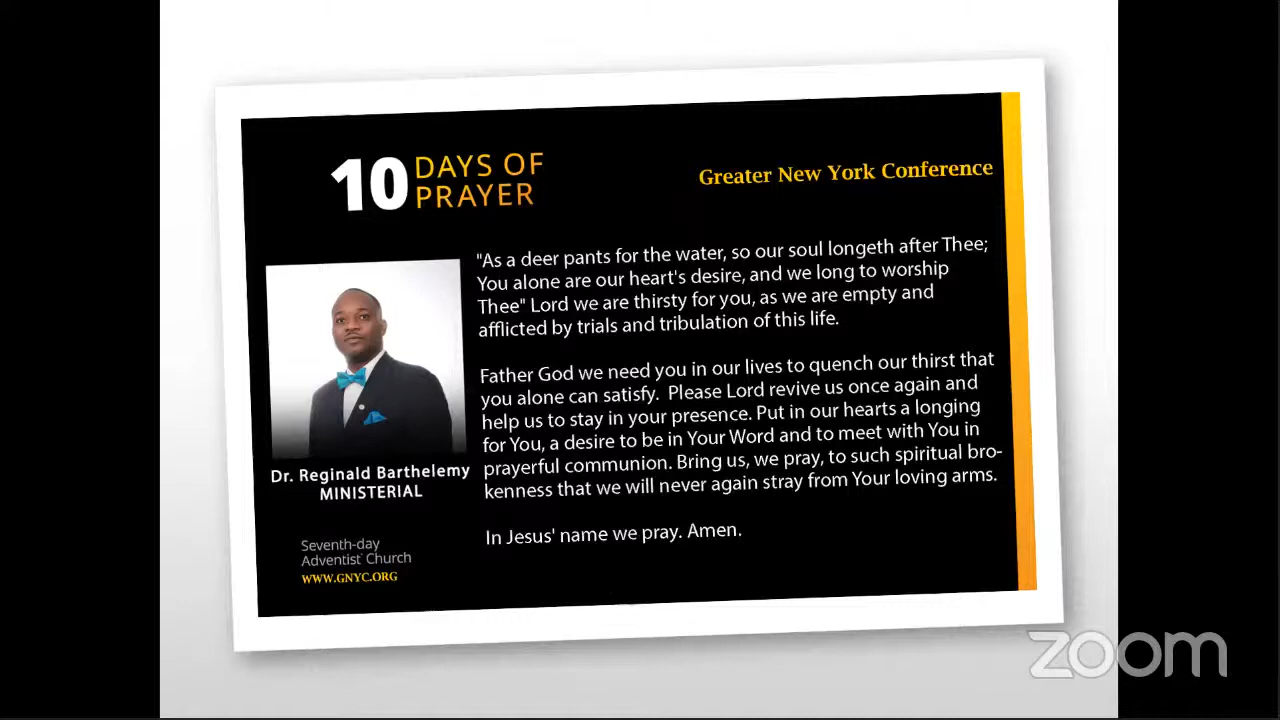 10 DAYS OF
PRAYER
Greater New York Conference
"As a deer pants for the water, so our soul longeth after Thee;
You alone are our heart's desire, and we long to worship
Thee" Lord we are thirsty for you, as we are empty and
afflicted by trials and tribulation of this life.
Father God we need you in our lives to quench our thirst that
you alone can satisfy.  Please Lord revive us once again and
help us to stay in your presence. Put in our hearts a longing
for You, a desire to be in Your Word and to meet with You in
prayerful communion. Bring us, we pray, to such spiritual bro-
kenness that we will never again stray from Your loving arms.
In Jesus' name we pray. Amen.
Dr. Reginald Barthelemy
MINISTERIAL
Seventh-day
Adventist Church
WWW.GNYC.ORG
zoom